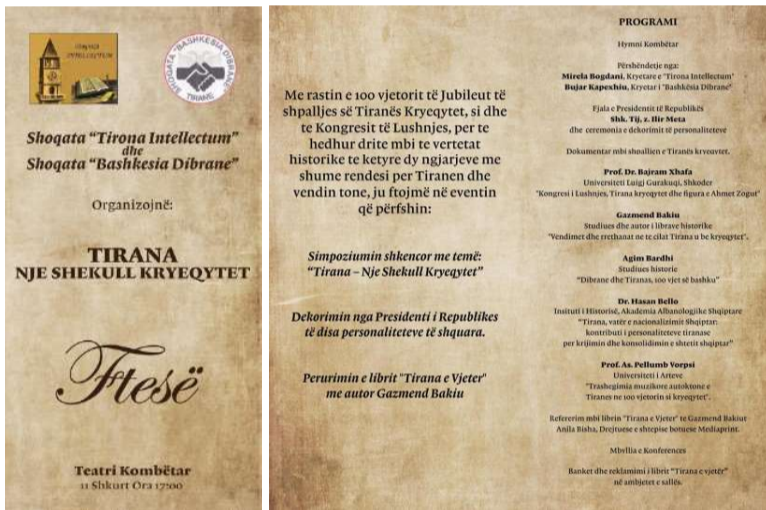 Tirona
INTELLECTUM
SHOQATA "BASHKESIA DIBRANE"
TIRANE
Shoqata "Tirona Intellectum"
dhe
Shoqata "Bashkesia Dibrane"
Organizojnë:
TIRANA
NJE SHEKULL KRYEQYTET
Ftesë
Teatri Kombëtar
11 Shkurt Ora 17:00
Me rastin e 100 vjetorit të Jubileut të
shpalljes së Tiranës Kryeqytet, si dhe
te Kongresit të Lushnjes, per te
hedhur drite mbi te vertetat
historike te ketyre dy ngjarjeve me
shume rendesi per Tiranen dhe
vendin tone, ju ftojmë në eventin
që përfshin:
Simpoziumin shkencor me temë:
"Tirana – Nje Shekull Kryeqytet"
Dekorimin nga Presidenti i Republikes
të disa personaliteteve të shquara.
Perurimin e librit "Tirana e Vjeter"
me autor Gazmend Bakiu
PROGRAMI
Hymni Kombëtar
Përshëndetje nga:
Mirela Bogdani, Kryetare e "Tirona Intellectum"
Bujar Kapexhiu, Kryetar i "Bashkësia Dibrane"
Fjala e Presidentit të Republikës
Shk. Tij, z. Ilir Meta
dhe ceremonia e dekorimit të personaliteteve
Dokumentar mbi shpalljen e Tiranës kryeqytet.
Prof. Dr. Bajram Xhafa
Universiteti Luigj Gurakuqi, Shkoder
"Kongresi i Lushnjes, Tirana kryeqytet dhe figura e Ahmet Zogut"
Gazmend Bakiu
Studiues dhe autor i librave historike
"Vendimet dhe rrethanat ne te cilat Tirana u be kryeqytet".
Agim Bardhi
Studiues historie
"Dibrane dhe Tiranas, 100 vjet së bashku"
Dr. Hasan Bello
Insituti i Historisë, Akademia Albanologjike Shqiptare
"Tirana, vatër e nacionalizimit Shqiptar:
kontributi i personaliteteve tiranase
per krijimin dhe konsolidimin e shtetit shqiptar"
Prof. As. Pellumb Vorpsi
Universiteti i Arteve
"Trashegimia muzikore autoktone e
Tiranes ne 100 vjetorin si kryeqytet".
Refererim mbi librin "Tirana e Vjeter" te Gazmend Bakiut
Anila Bisha, Drejtuese e shtepise botuese Mediaprint.
Mbyllja e Konferences
Banket dhe reklamimi i librit "Tirana e vjetër"
në ambjetet e sallës.